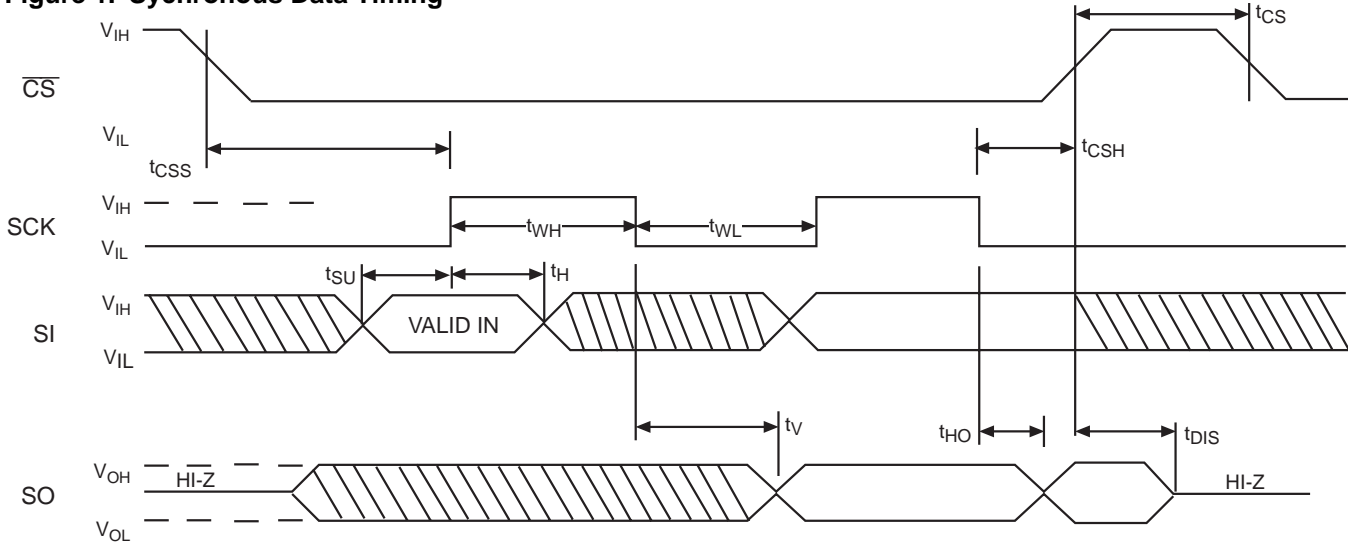 Figure 1. Sychronous Data Timing
VIH
tCS
CS
VIL
tCSS
tCSH
VIH
SCK
tWH
tWL
VIL
tSU
tH
VIH
SI
VALID IN
VIL
tV
tHO
tDIS
VOH
HI-Z
HI-Z
SO
VOL